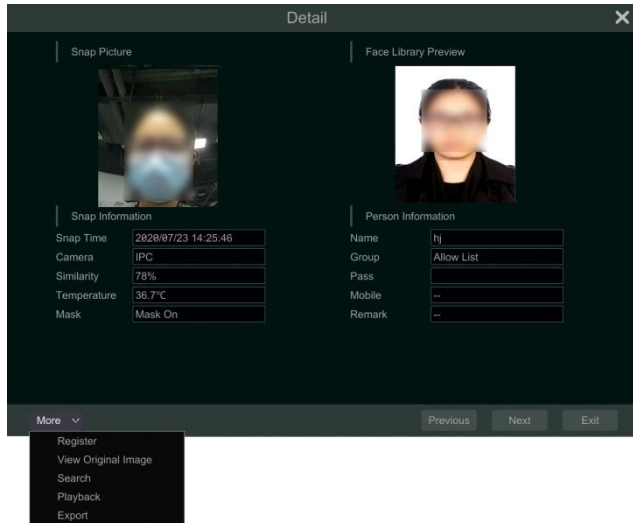 Detail
Snap Picture
Face Library Preview
Snap Information
Person Information
Snap Time 2020/07/23 14:25:46
Name hj
Camera IPC
Group Allow List
Similarity 78%
Pass
Temperature 36.7℃
Mobile --
Mask Mask On
Remark --
More
Previous Next Exit
Register
View Original Image
Search
Playback
Export